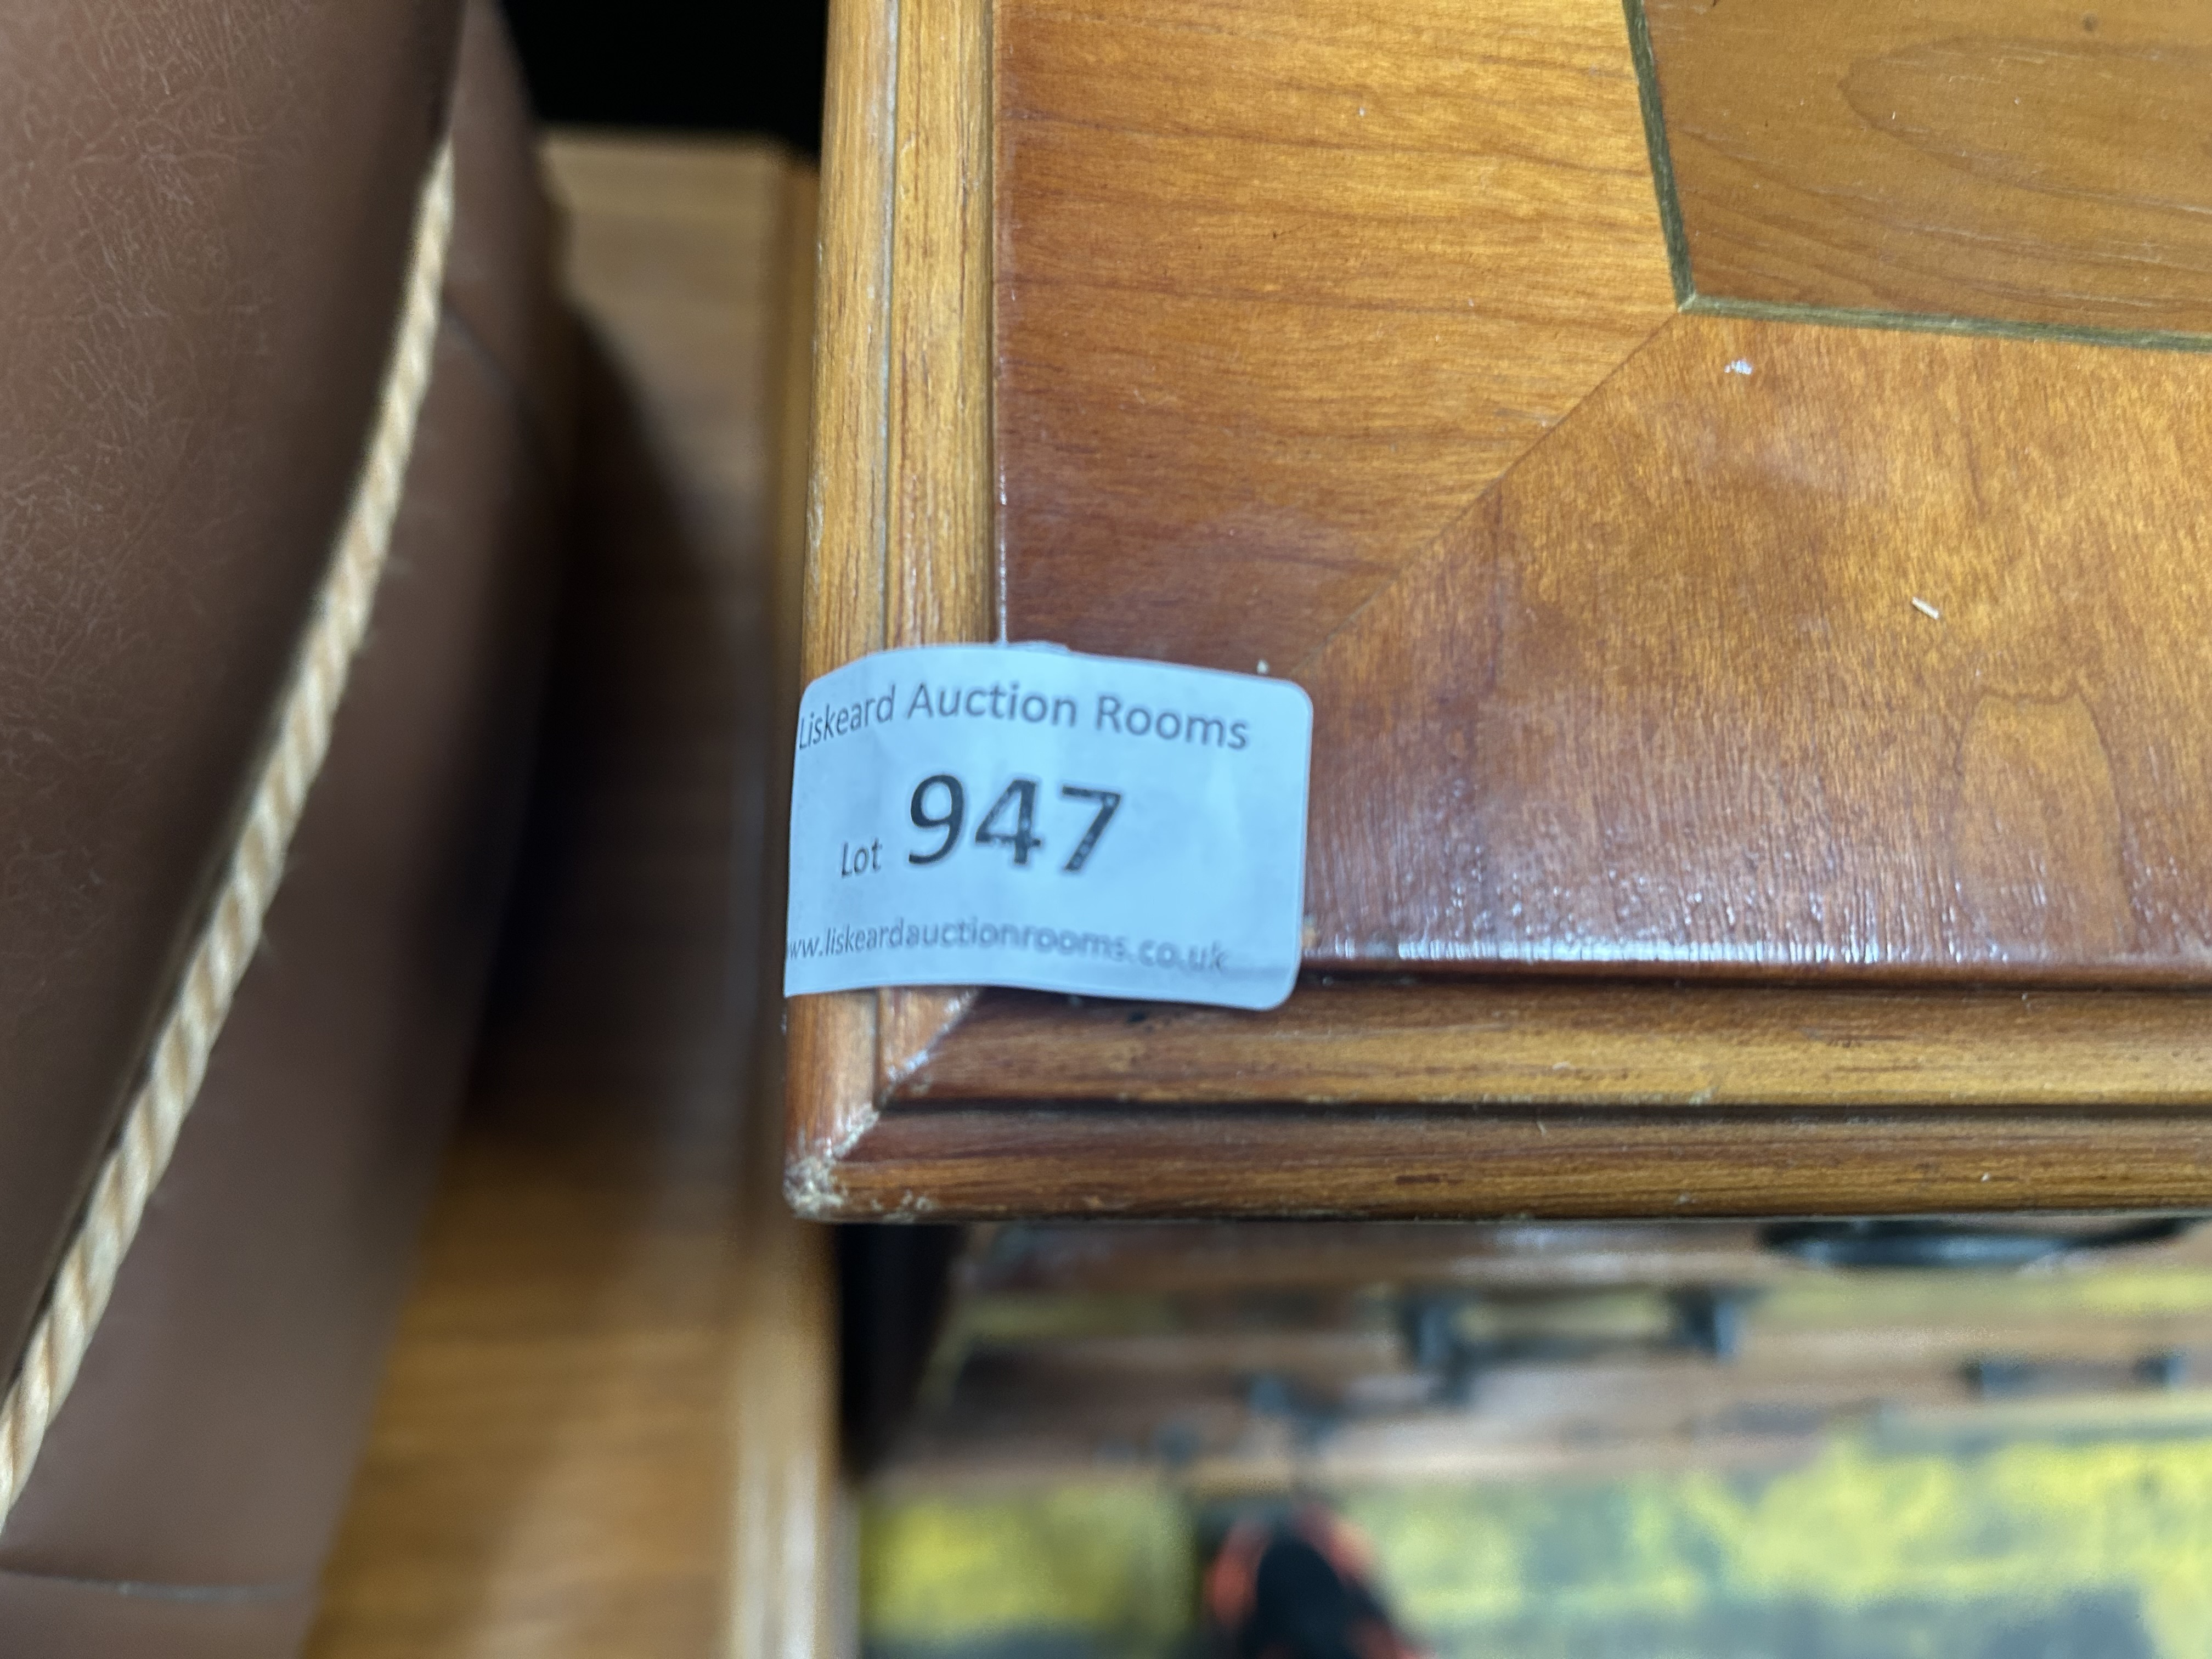 Liskeard Auction Rooms
Lot 947
www.liskeardauctionrooms.co.uk